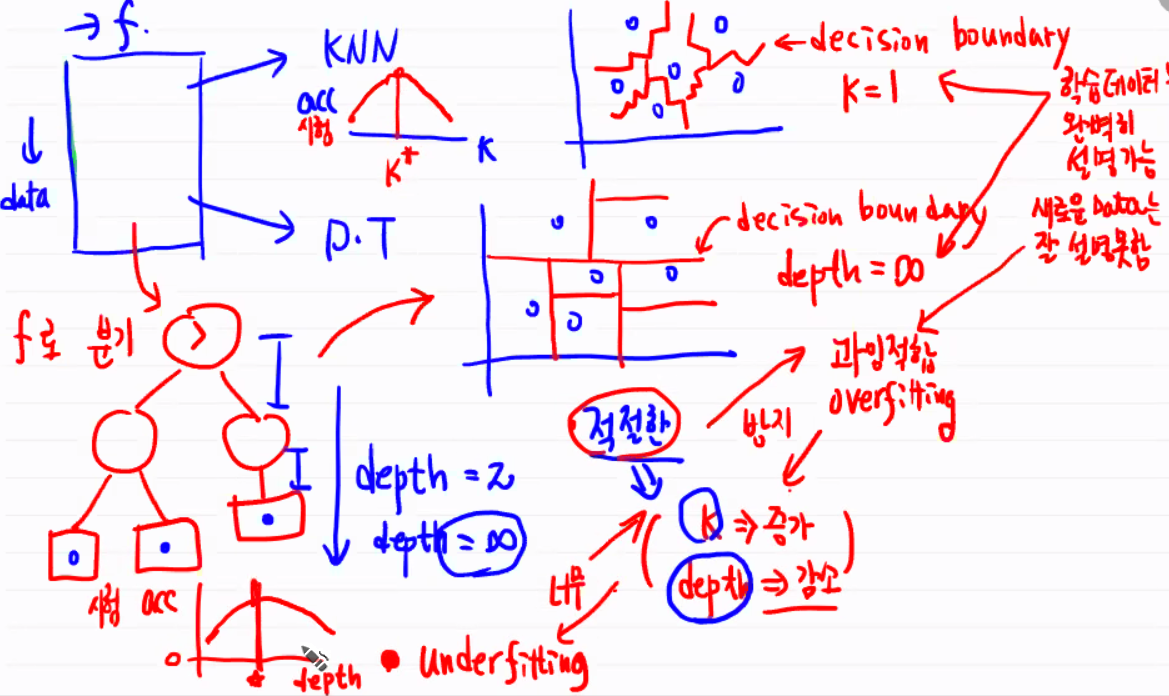 → f.
KNN
acc
시험
K*
K
↓
data
D.T
← decision boundary
K=1
학습데이터
완벽히
설명가능
새로운 Data는
잘 설명못함
decision boundary
depth = ∞
f로 분기
>
과잉적합
overfitting
적절한
방지
depth = 2
depth = ∞
K ⇒ 증가
depth ⇒ 감소
너무
시험 acc
0
*
depth
• Underfitting